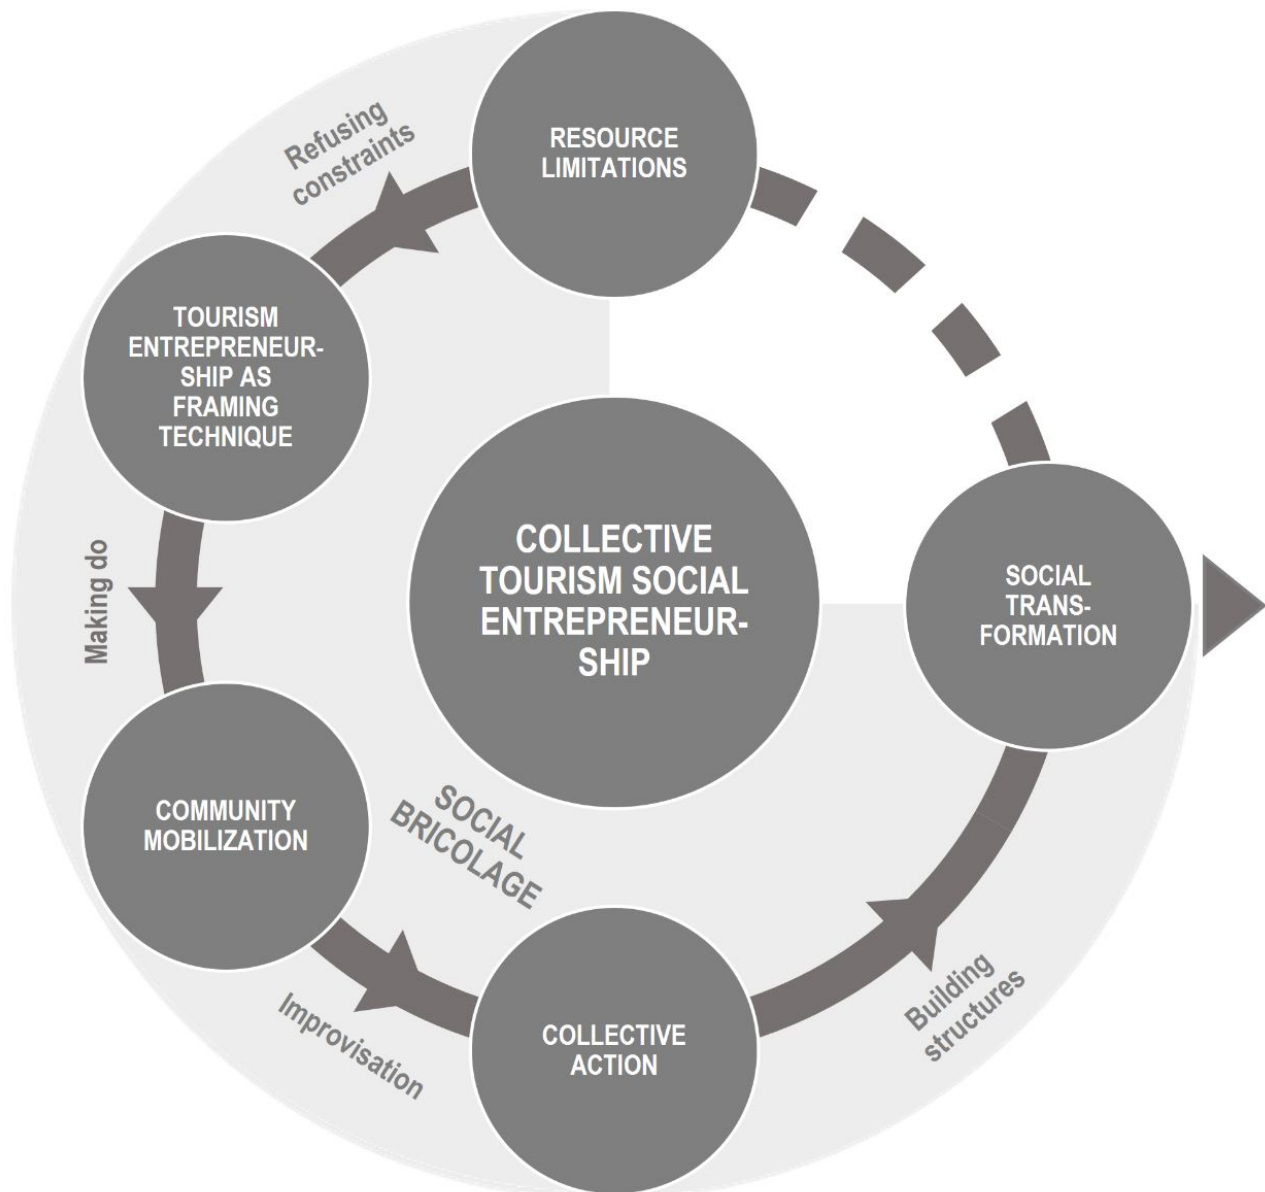 RESOURCE
LIMITATIONS
Refusing
constraints
TOURISM
ENTREPRENEUR-
SHIP AS
FRAMING
TECHNIQUE
Making do
COMMUNITY
MOBILIZATION
Improvisation
COLLECTIVE
ACTION
Building
structures
SOCIAL
TRANS-
FORMATION
COLLECTIVE
TOURISM SOCIAL
ENTREPRENEUR-
SHIP
SOCIAL
BRICOLAGE